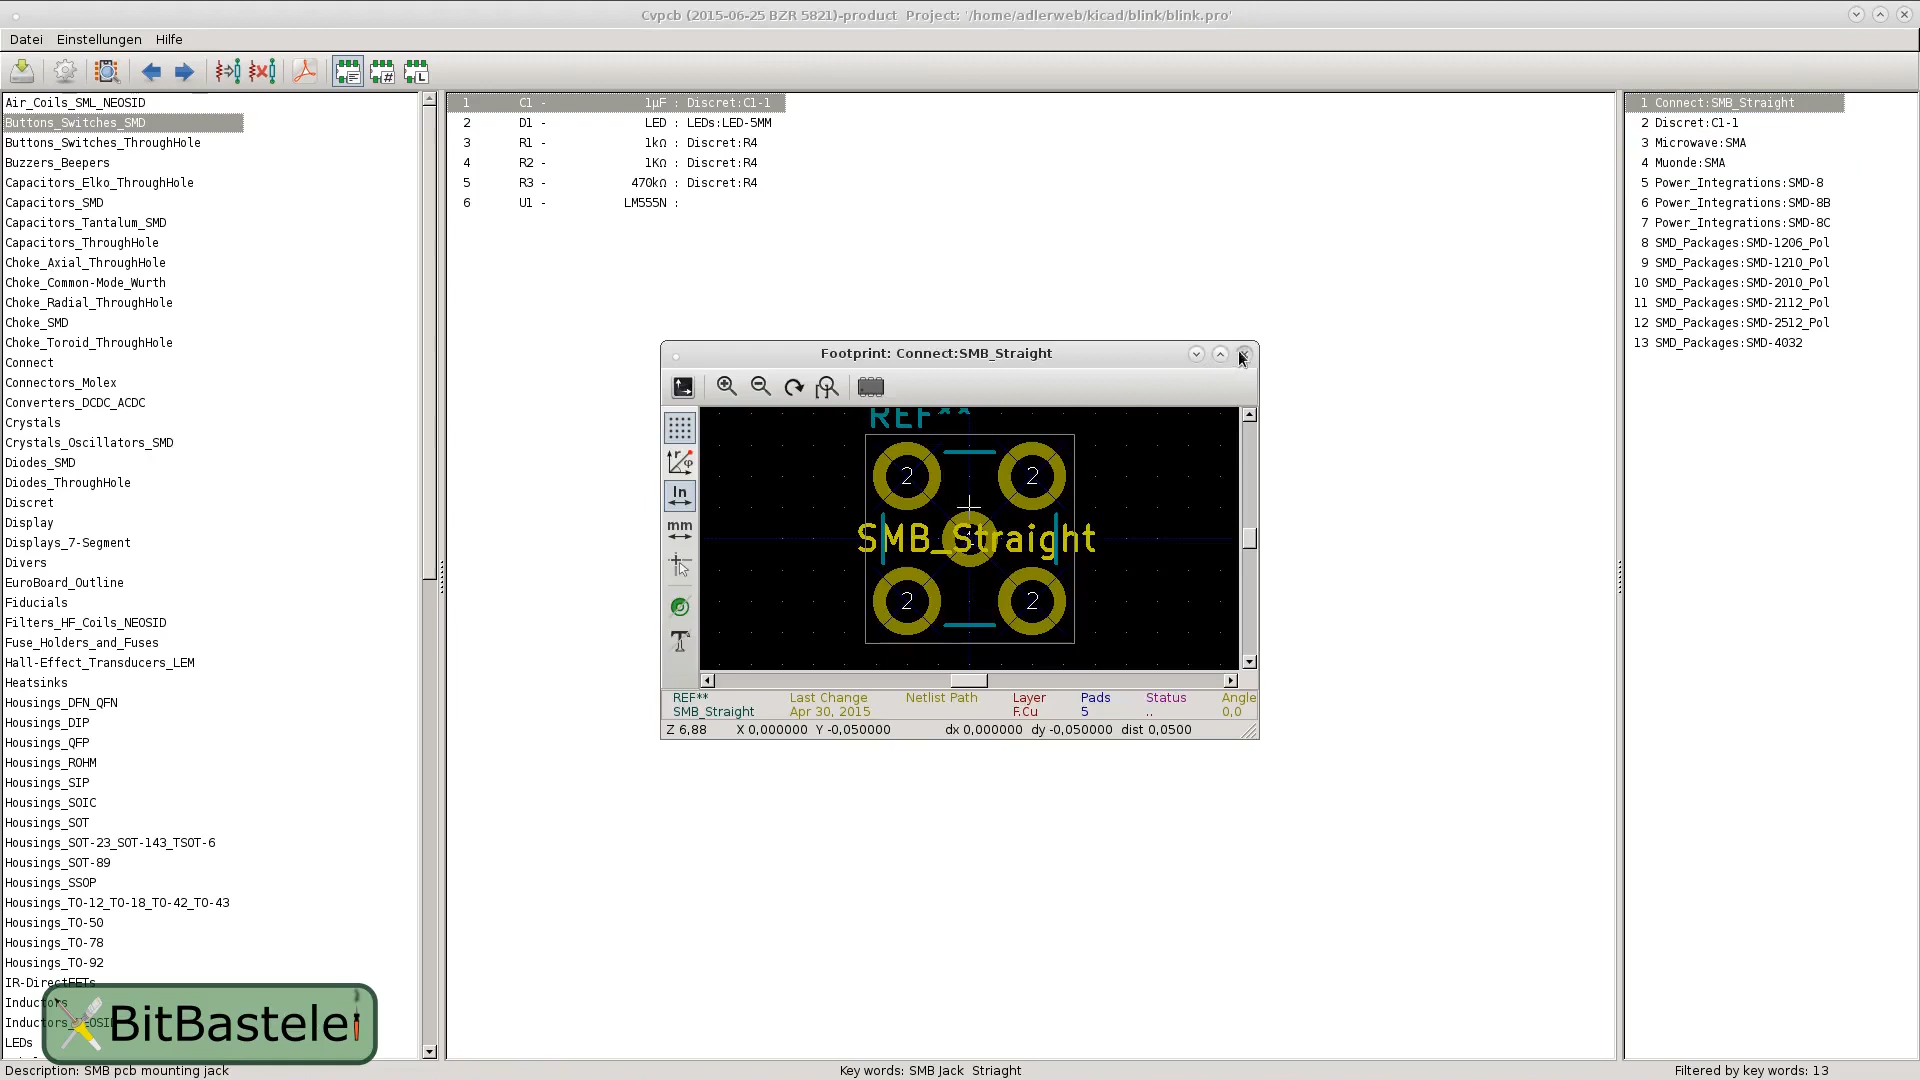 Cvpcb (2015-06-25 BZR 5821)-product  Project: '/home/adlerweb/kicad/blink/blink.pro'
Datei Einstellungen Hilfe
Air_Coils_SML_NEOSID
Buttons_Switches_SMD
Buttons_Switches_ThroughHole
Buzzers_Beepers
Capacitors_Elko_ThroughHole
Capacitors_SMD
Capacitors_Tantalum_SMD
Capacitors_ThroughHole
Choke_Axial_ThroughHole
Choke_Common-Mode_Wurth
Choke_Radial_ThroughHole
Choke_SMD
Choke_Toroid_ThroughHole
Connect
Connectors_Molex
Converters_DCDC_ACDC
Crystals
Crystals_Oscillators_SMD
Diodes_SMD
Diodes_ThroughHole
Discret
Display
Displays_7-Segment
Divers
EuroBoard_Outline
Fiducials
Filters_HF_Coils_NEOSID
Fuse_Holders_and_Fuses
Hall-Effect_Transducers_LEM
Heatsinks
Housings_DFN_QFN
Housings_DIP
Housings_QFP
Housings_ROHM
Housings_SIP
Housings_SOIC
Housings_SOT
Housings_SOT-23_SOT-143_TSOT-6
Housings_SOT-89
Housings_SSOP
Housings_TO-12_TO-18_TO-42_TO-43
Housings_TO-50
Housings_TO-78
Housings_TO-92
IR-DirectFETs
Inductors
LEDs
1 C1 - 1µF : Discret:C1-1
2 D1 - LED : LEDs:LED-5MM
3 R1 - 1kΩ : Discret:R4
4 R2 - 1KΩ : Discret:R4
5 R3 - 470kΩ : Discret:R4
6 U1 - LM555N :
1 Connect:SMB_Straight
2 Discret:C1-1
3 Microwave:SMA
4 Muonde:SMA
5 Power_Integrations:SMD-8
6 Power_Integrations:SMD-8B
7 Power_Integrations:SMD-8C
8 SMD_Packages:SMD-1206_Pol
9 SMD_Packages:SMD-1210_Pol
10 SMD_Packages:SMD-2010_Pol
11 SMD_Packages:SMD-2112_Pol
12 SMD_Packages:SMD-2512_Pol
13 SMD_Packages:SMD-4032
Footprint: Connect:SMB_Straight
In
mm
REF**
2 2
SMB_Straight
2 2
REF** Last Change Netlist Path Layer Pads Status Angle
SMB_Straight Apr 30, 2015 F.Cu 5 .. 0,0
Z 6,88 X 0,000000 Y -0,050000 dx 0,000000 dy -0,050000 dist 0,0500
BitBastelei
Description: SMB pcb mounting jack
Key words: SMB Jack  Striaght
Filtered by key words: 13